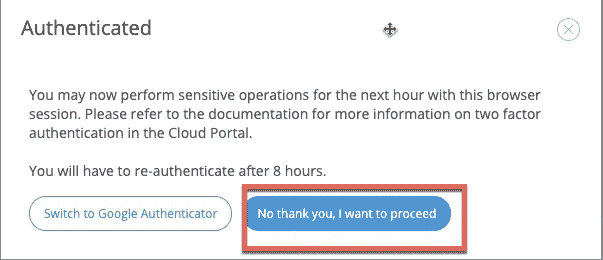 Authenticated
You may now perform sensitive operations for the next hour with this browser
session. Please refer to the documentation for more information on two factor
authentication in the Cloud Portal.
You will have to re-authenticate after 8 hours.
Switch to Google Authenticator
No thank you, I want to proceed